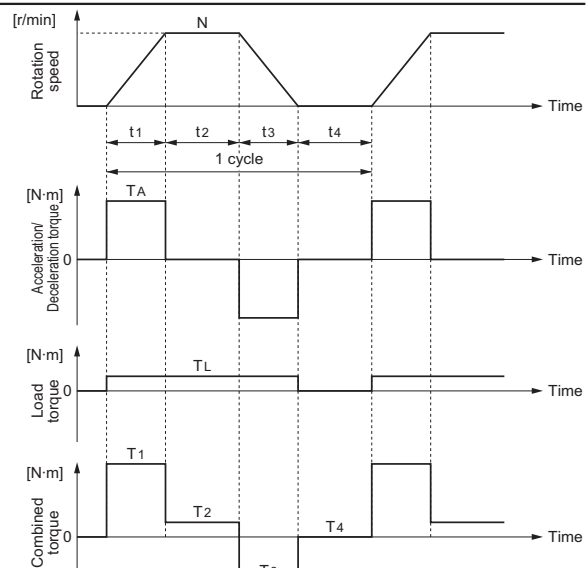 [r/min]
N
Rotation
speed
Time
t1
t2
t3
t4
1 cycle
[N·m]
TA
Acceleration/
Deceleration torque
0
Time
[N·m]
TL
Load
torque
0
Time
[N·m]
T1
Combined
torque
T2
T4
0
Time